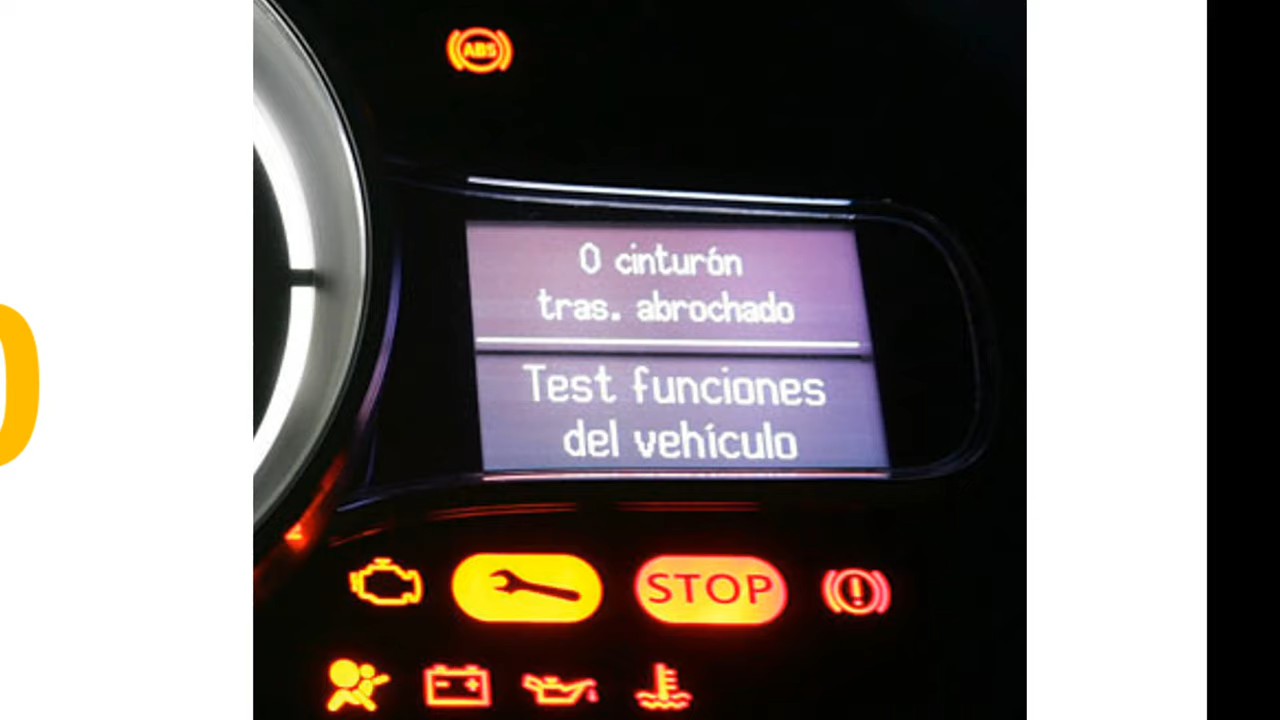 ABS
0 cinturón
tras. abrochado
Test funciones
del vehículo
STOP